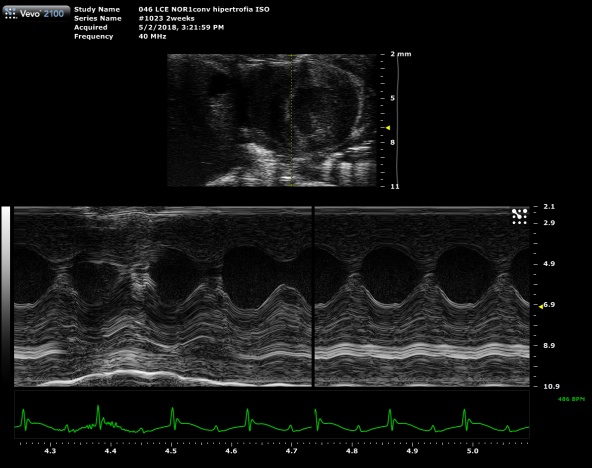 Vevo 2100
Study Name 046 LCE NOR1conv hipertrofia ISO
Series Name #1023 2weeks
Acquired 5/2/2018, 3:21:59 PM
Frequency 40 MHz
2 mm
5
8
11
2.1
2.9
4.9
6.9
8.9
10.9
486 BPM
4.3 4.4 4.5 4.6 4.7 4.8 4.9 5.0